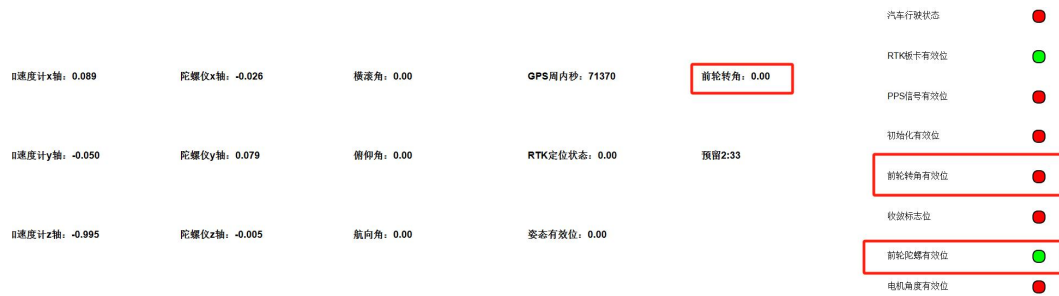 汽车行驶状态
RTK板卡有效位
速度计x轴：0.089 陀螺仪x轴：-0.026 横滚角：0.00 GPS周内秒：71370 前轮转角：0.00
PPS信号有效位
初始化有效位
速度计y轴：-0.050 陀螺仪y轴：0.079 俯仰角：0.00 RTK定位状态：0.00 预留2:33
前轮转角有效位
收敛标志位
速度计z轴：-0.995 陀螺仪z轴：-0.005 航向角：0.00 姿态有效位：0.00
前轮陀螺有效位
电机角度有效位